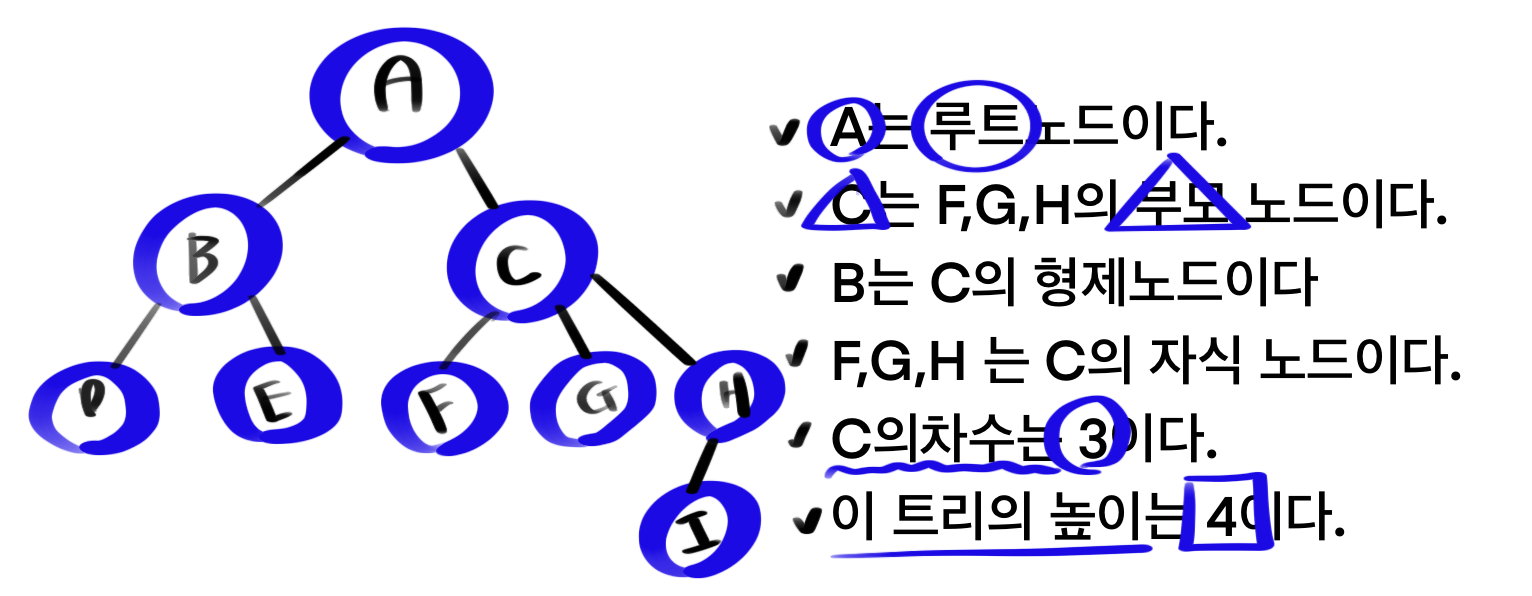 A
B
C
D
E
F
G
H
I
A는 루트노드이다.
C는 F,G,H의 부모 노드이다.
B는 C의 형제노드이다
F,G,H 는 C의 자식 노드이다.
C의차수는 3이다.
이 트리의 높이는 4이다.